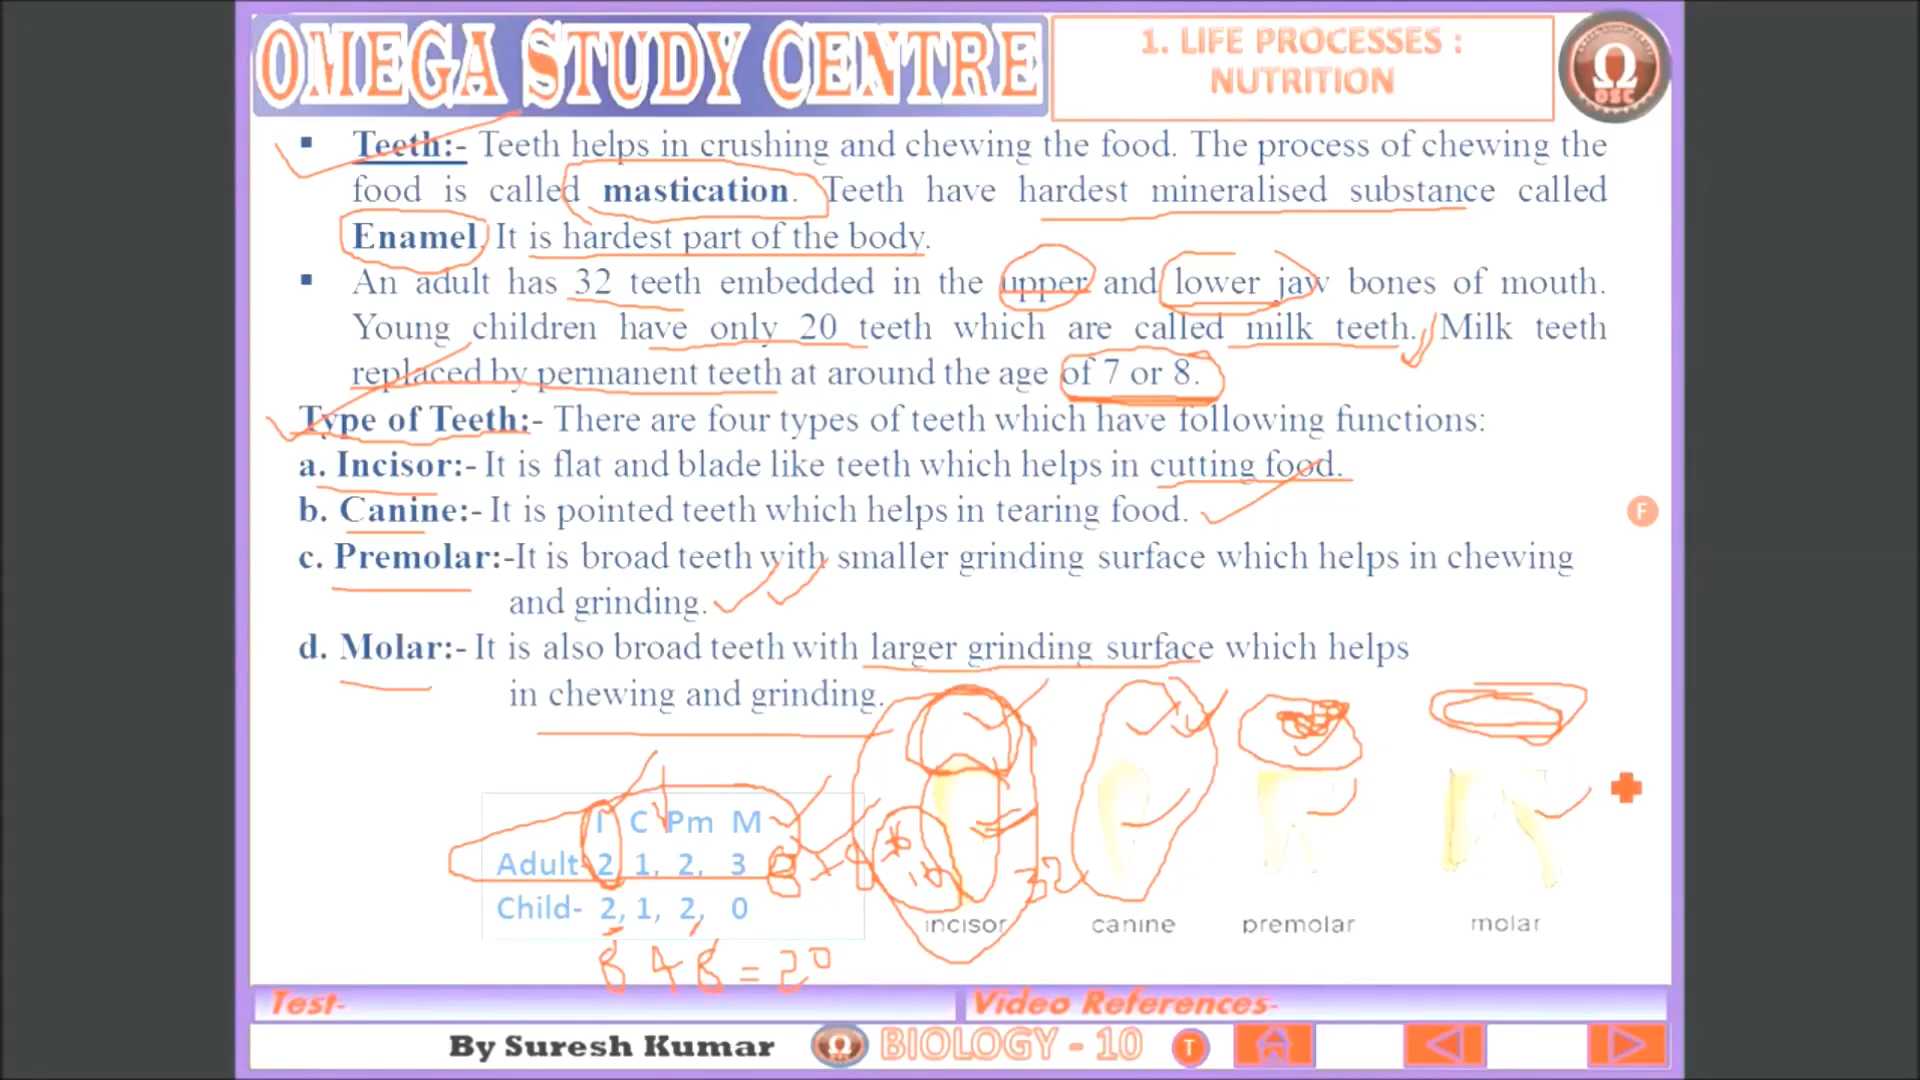 OMEGA STUDY CENTRE
1. LIFE PROCESSES :
NUTRITION
Ω
OSC
▪ Teeth:- Teeth helps in crushing and chewing the food. The process of chewing the
food is called mastication. Teeth have hardest mineralised substance called
Enamel. It is hardest part of the body.
▪ An adult has 32 teeth embedded in the upper and lower jaw bones of mouth.
Young children have only 20 teeth which are called milk teeth. Milk teeth
replaced by permanent teeth at around the age of 7 or 8.
Type of Teeth:- There are four types of teeth which have following functions:
a. Incisor:- It is flat and blade like teeth which helps in cutting food.
b. Canine:- It is pointed teeth which helps in tearing food.
F
c. Premolar:-It is broad teeth with smaller grinding surface which helps in chewing
and grinding.
d. Molar:- It is also broad teeth with larger grinding surface which helps
in chewing and grinding.
I C Pm M
Adult- 2 1, 2, 3
32
Child- 2, 1, 2, 0
incisor canine premolar molar
8 4 8 = 20
Test-
Video References-
By Suresh Kumar
Ω
BIOLOGY - 10
T